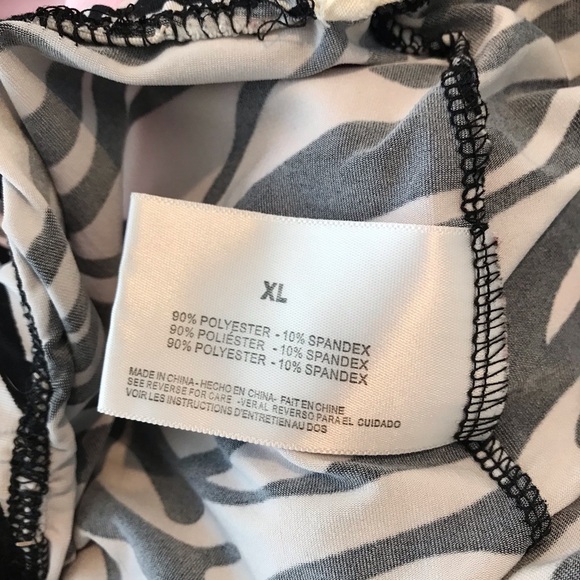 XL
90% POLYESTER - 10% SPANDEX
90% POLIÉSTER - 10% SPANDEX
90% POLYESTER - 10% SPANDEX
MADE IN CHINA - HECHO EN CHINA - FAIT EN CHINE
SEE REVERSE FOR CARE - VER AL REVERSO PARA EL CUIDADO
VOIR LES INSTRUCTIONS D'ENTRETIEN AU DOS